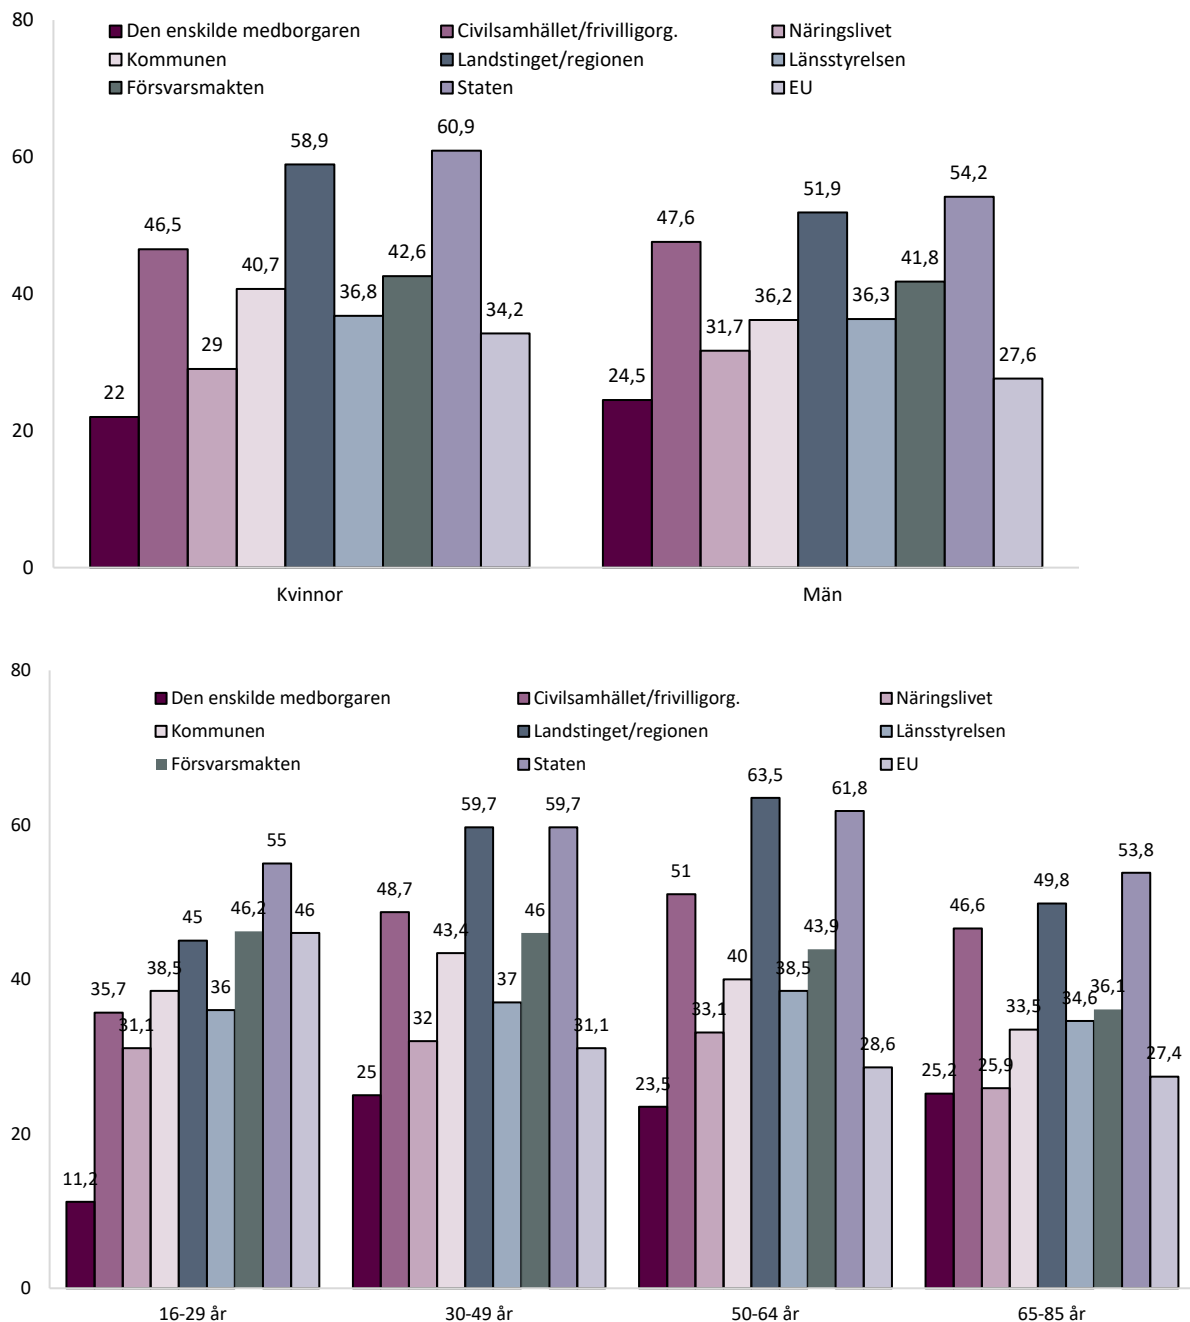 80
Den enskilde medborgaren Civilsamhället/frivilligorg. Näringslivet
Kommunen Landstinget/regionen Länsstyrelsen
Försvarsmakten Staten EU
60
40
20
0
22 46,5 29 40,7 58,9 36,8 42,6 60,9 34,2
24,5 47,6 31,7 36,2 51,9 36,3 41,8 54,2 27,6
Kvinnor Män
80
Den enskilde medborgaren Civilsamhället/frivilligorg. Näringslivet
Kommunen Landstinget/regionen Länsstyrelsen
Försvarsmakten Staten EU
60
40
20
0
11,2 35,7 31,1 38,5 45 36 46,2 55 46
25 48,7 32 43,4 59,7 37 46 59,7 31,1
23,5 51 33,1 40 63,5 38,5 43,9 61,8 28,6
25,2 46,6 25,9 33,5 49,8 34,6 36,1 53,8 27,4
16-29 år 30-49 år 50-64 år 65-85 år